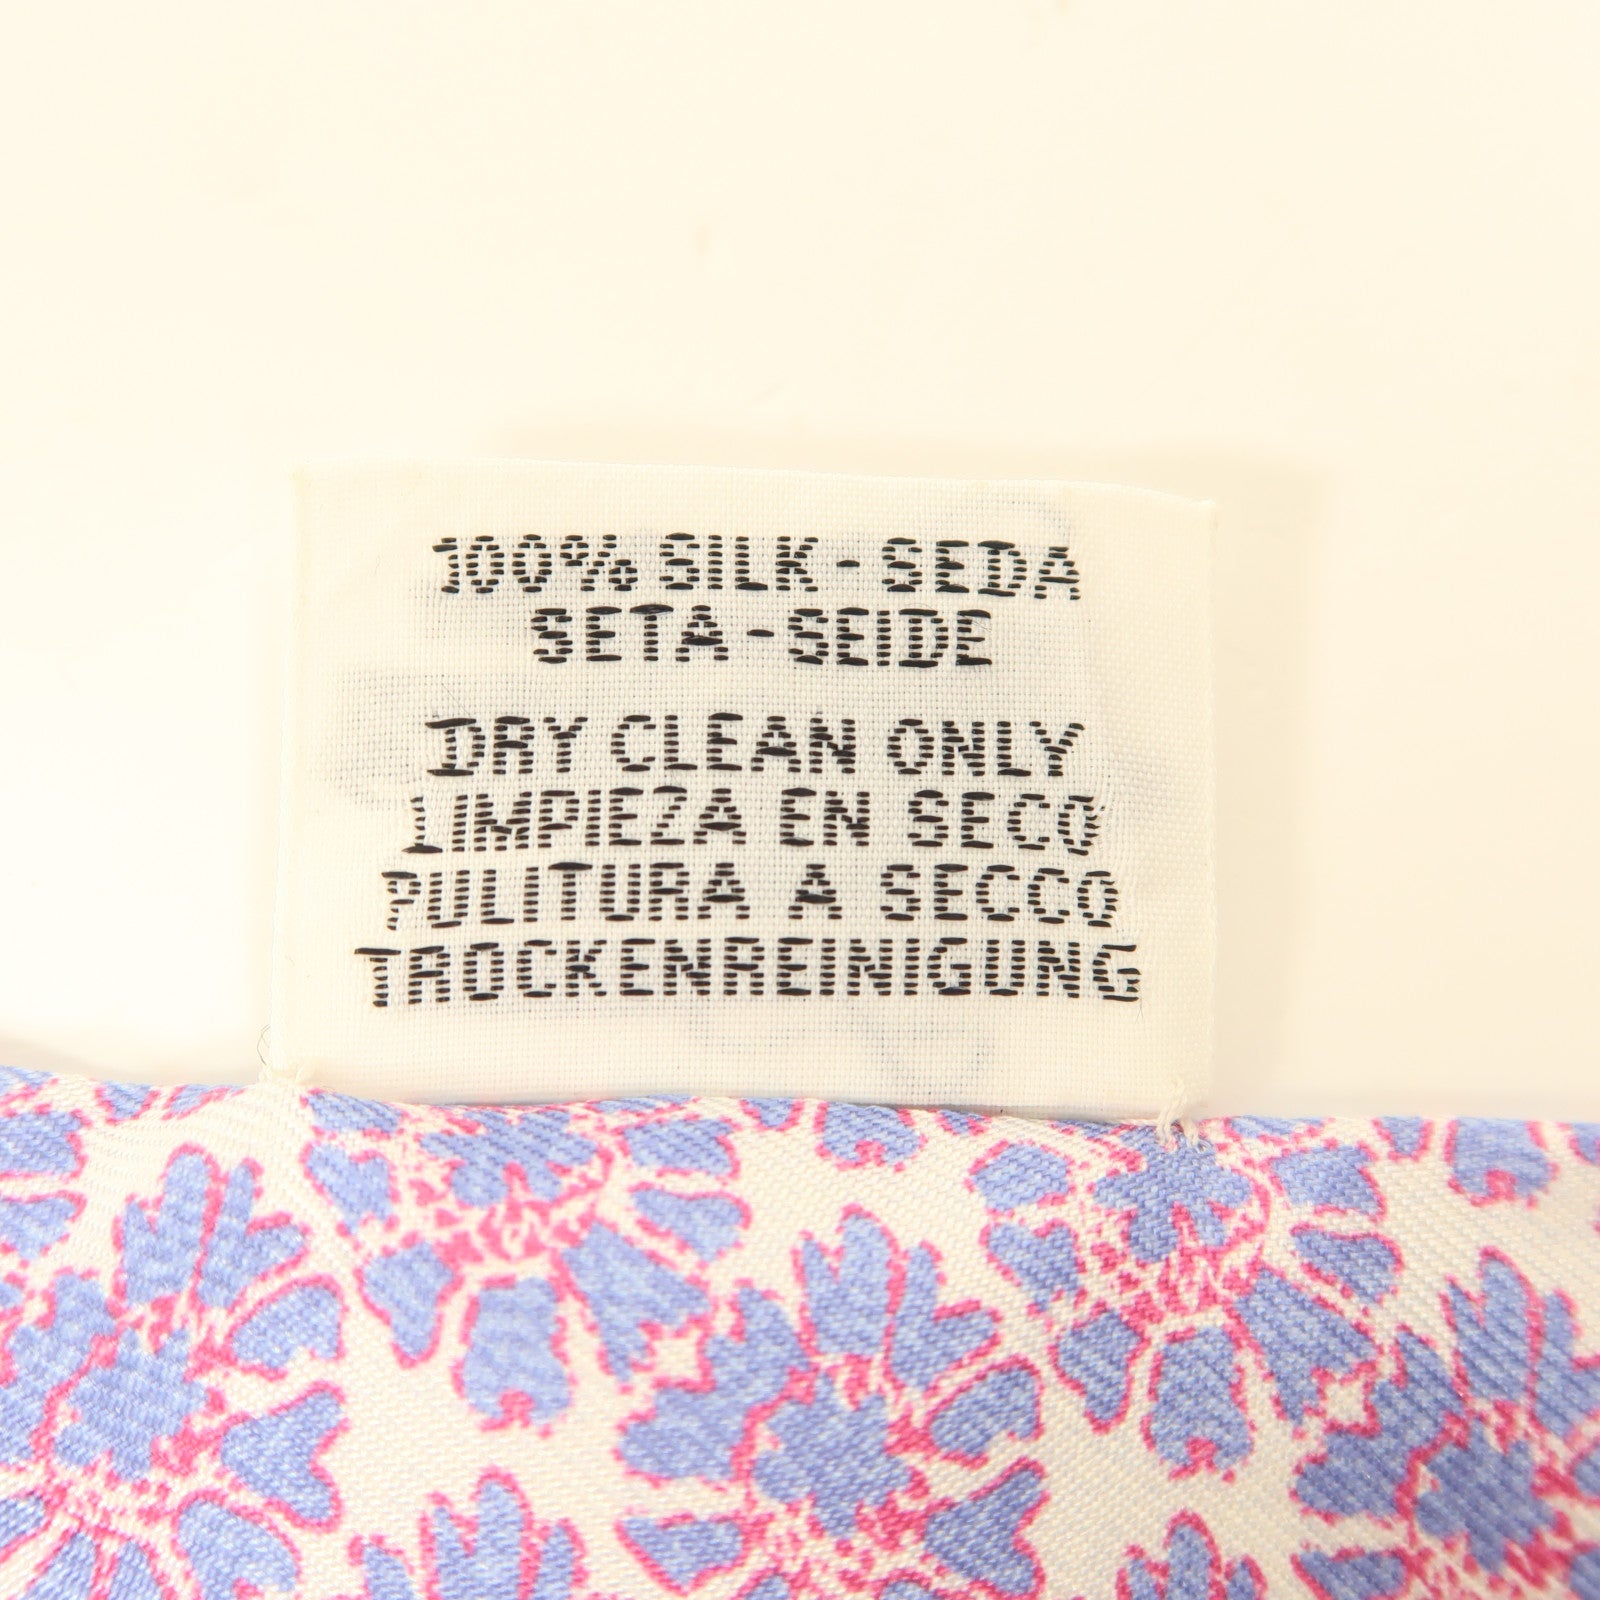 100% SILK - SEDA
SETA - SEIDE
DRY CLEAN ONLY
LIMPIEZA EN SECO
PULITURA A SECCO
TROCKENREINIGUNG